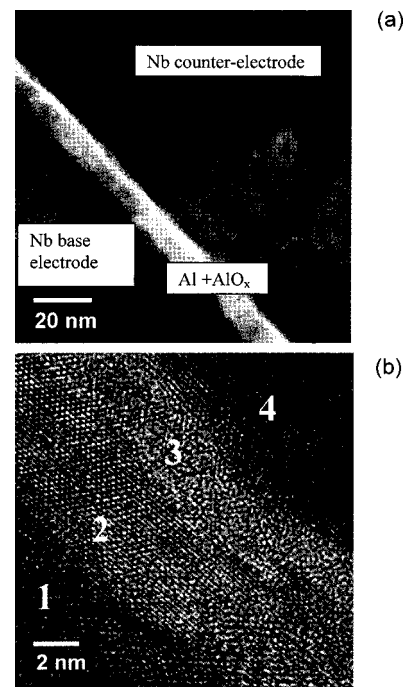 (a)
Nb counter-electrode
Nb base
electrode
Al +AlOₓ
20 nm
(b)
4
3
2
1
2 nm